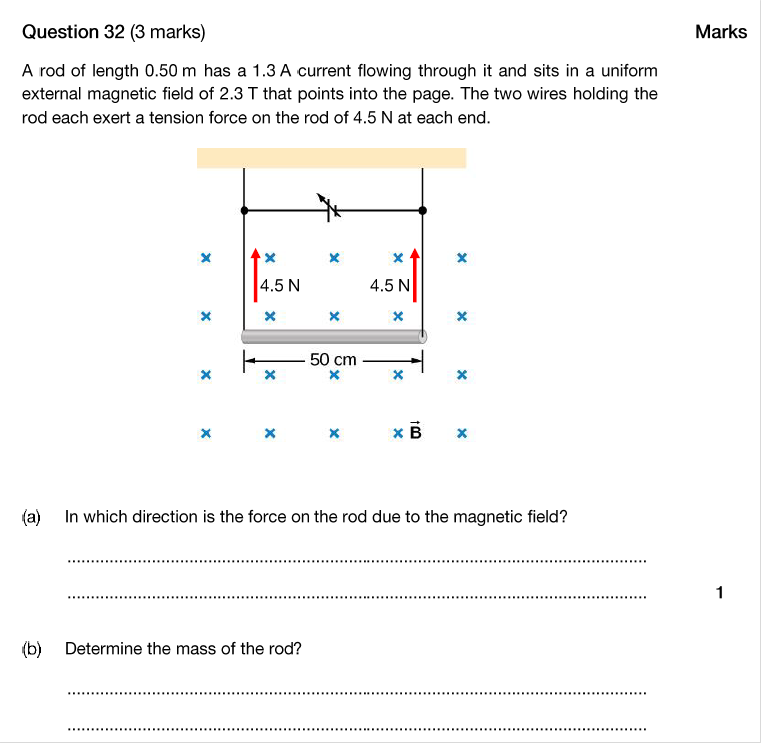 Question 32 (3 marks) Marks
A rod of length 0.50 m has a 1.3 A current flowing through it and sits in a uniform
external magnetic field of 2.3 T that points into the page. The two wires holding the
rod each exert a tension force on the rod of 4.5 N at each end.
4.5 N 4.5 N
50 cm
B
(a) In which direction is the force on the rod due to the magnetic field?
1
(b) Determine the mass of the rod?